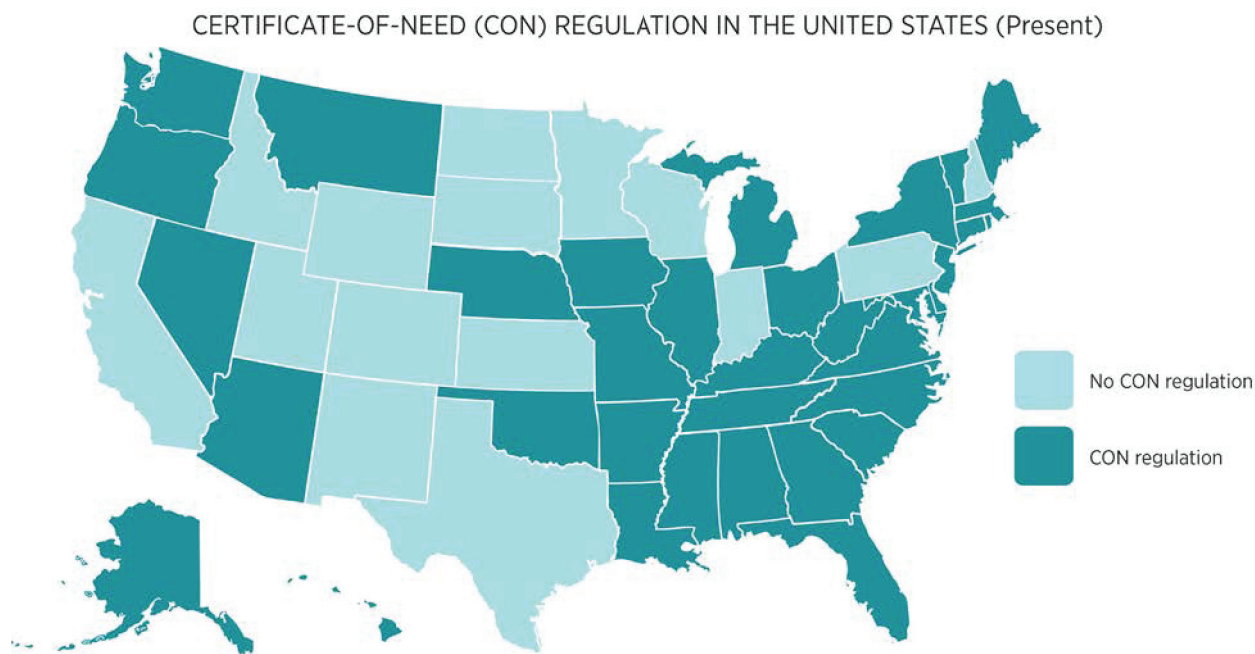 CERTIFICATE-OF-NEED (CON) REGULATION IN THE UNITED STATES (Present)
No CON regulation
CON regulation